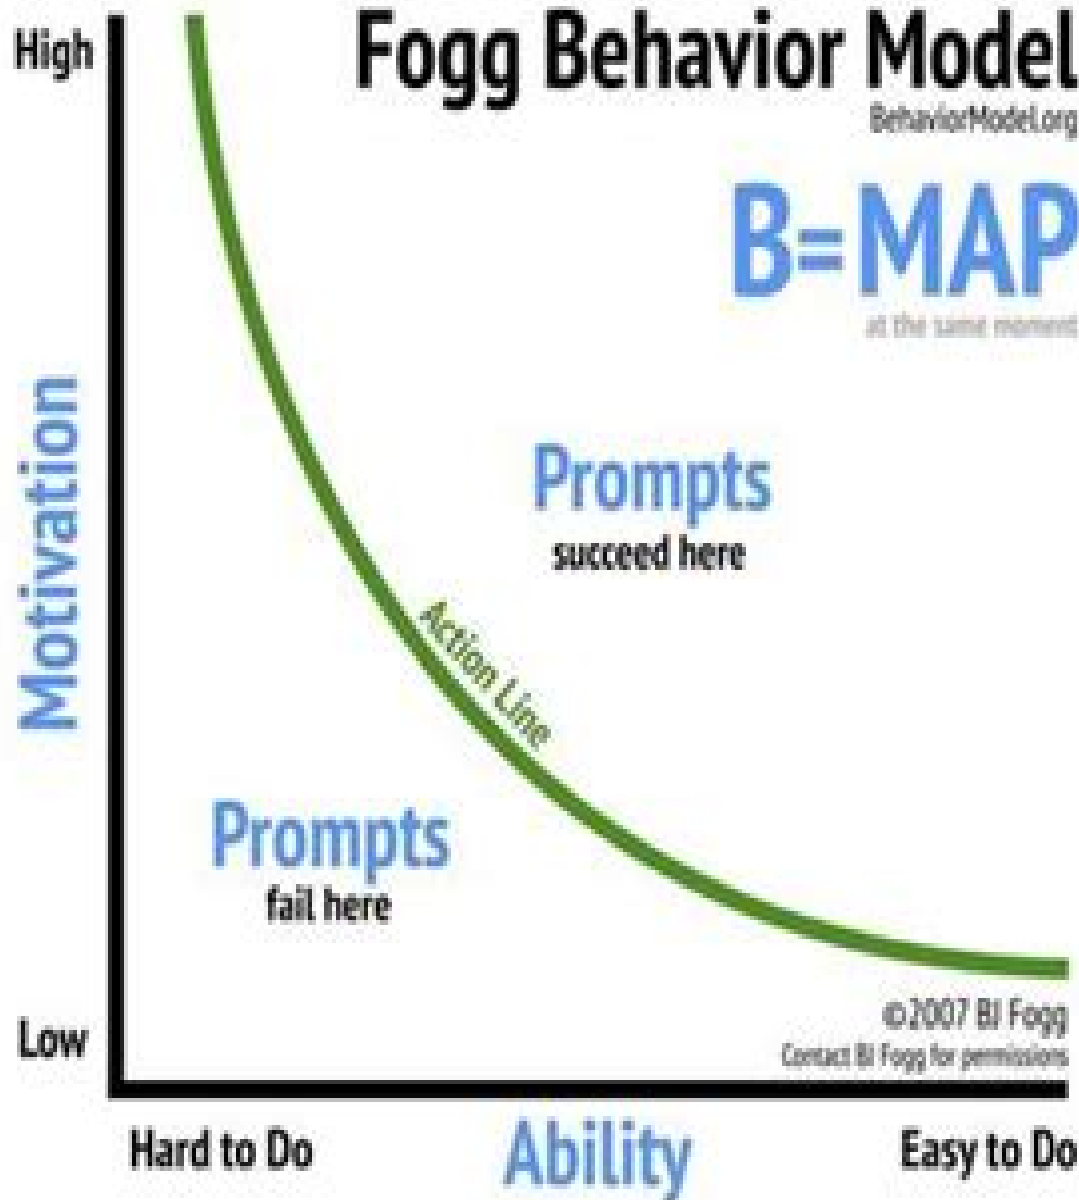 High
Fogg Behavior Model
BehaviorModel.org
B=MAP
at the same moment
Motivation
Prompts
succeed here
Action Line
Prompts
fail here
Low
©2007 BJ Fogg
Contact BJ Fogg for permissions
Hard to Do
Ability
Easy to Do